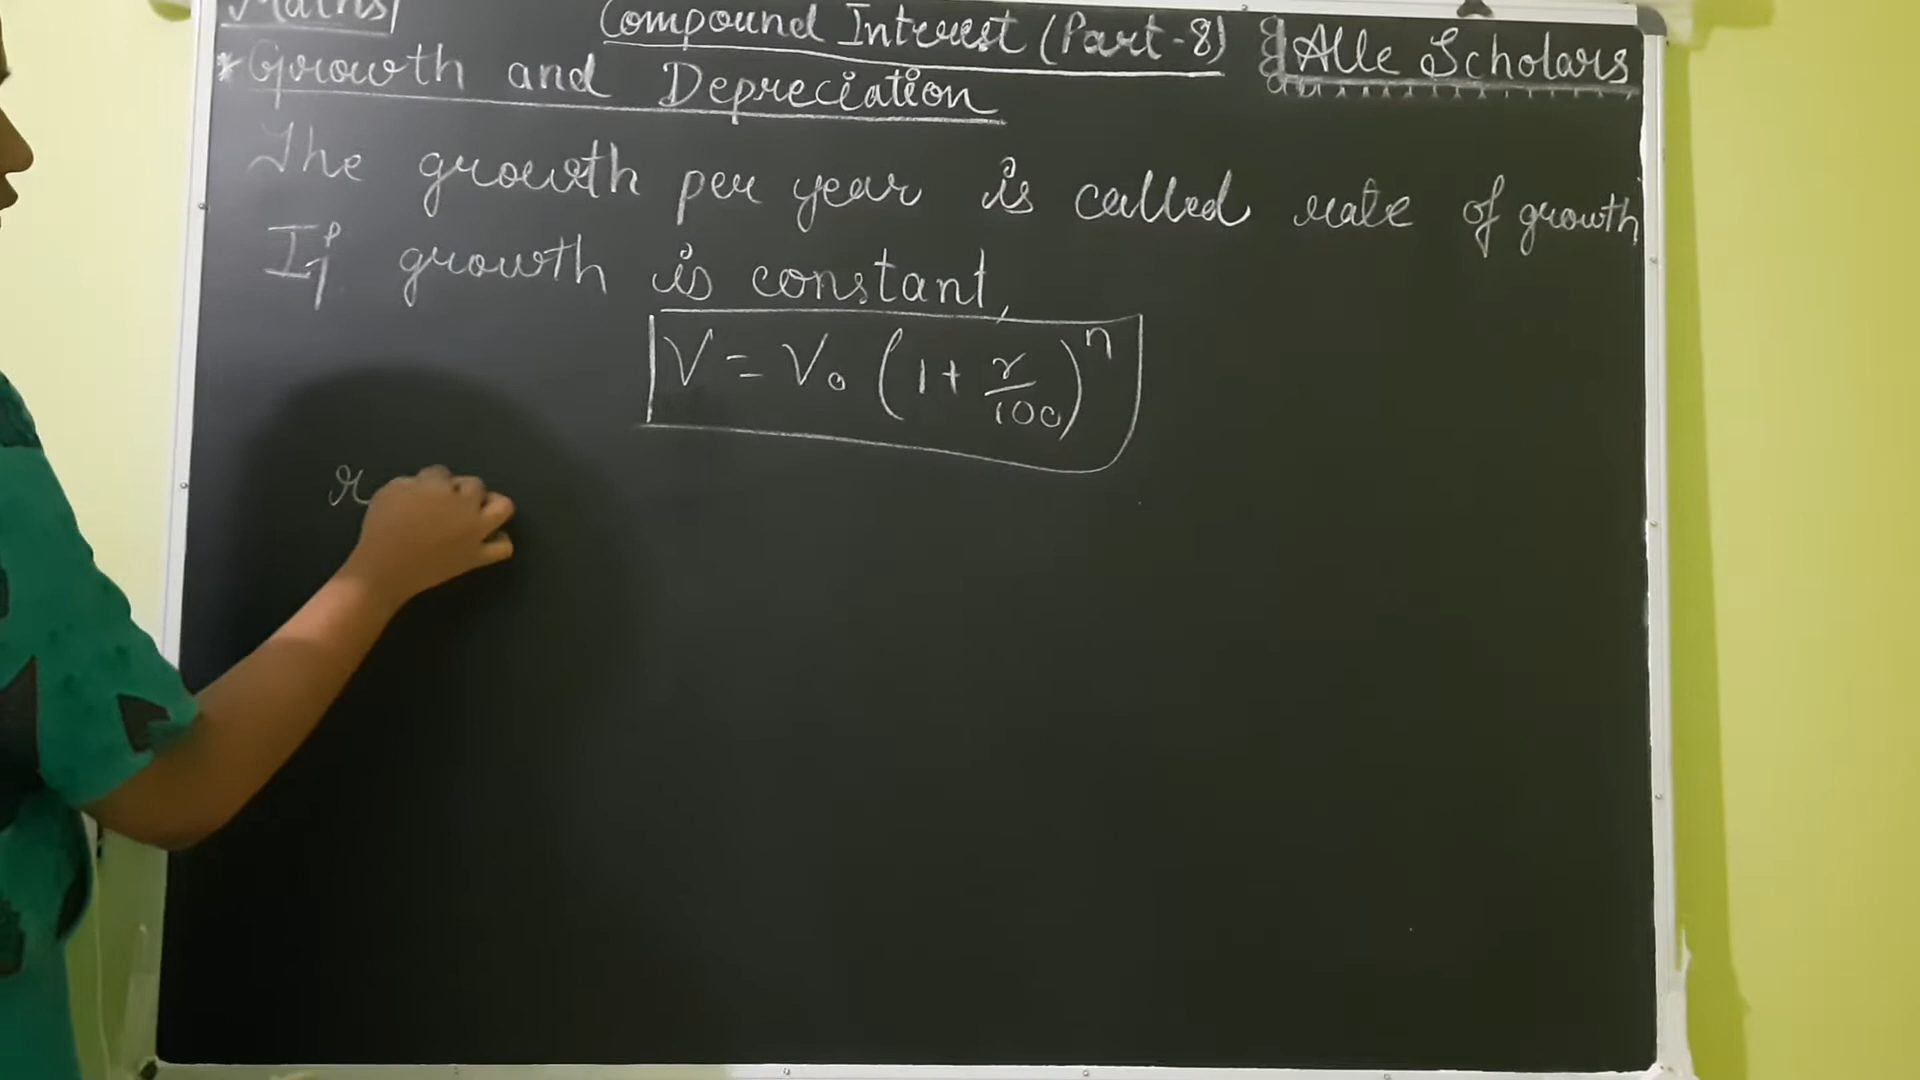 Maths
Compound Interest (Part-8)
Alle Scholars
*Growth and Depreciation
The growth per year is called rate of growth
If growth is constant,
V = V₀ (1 + r/100)ⁿ
r